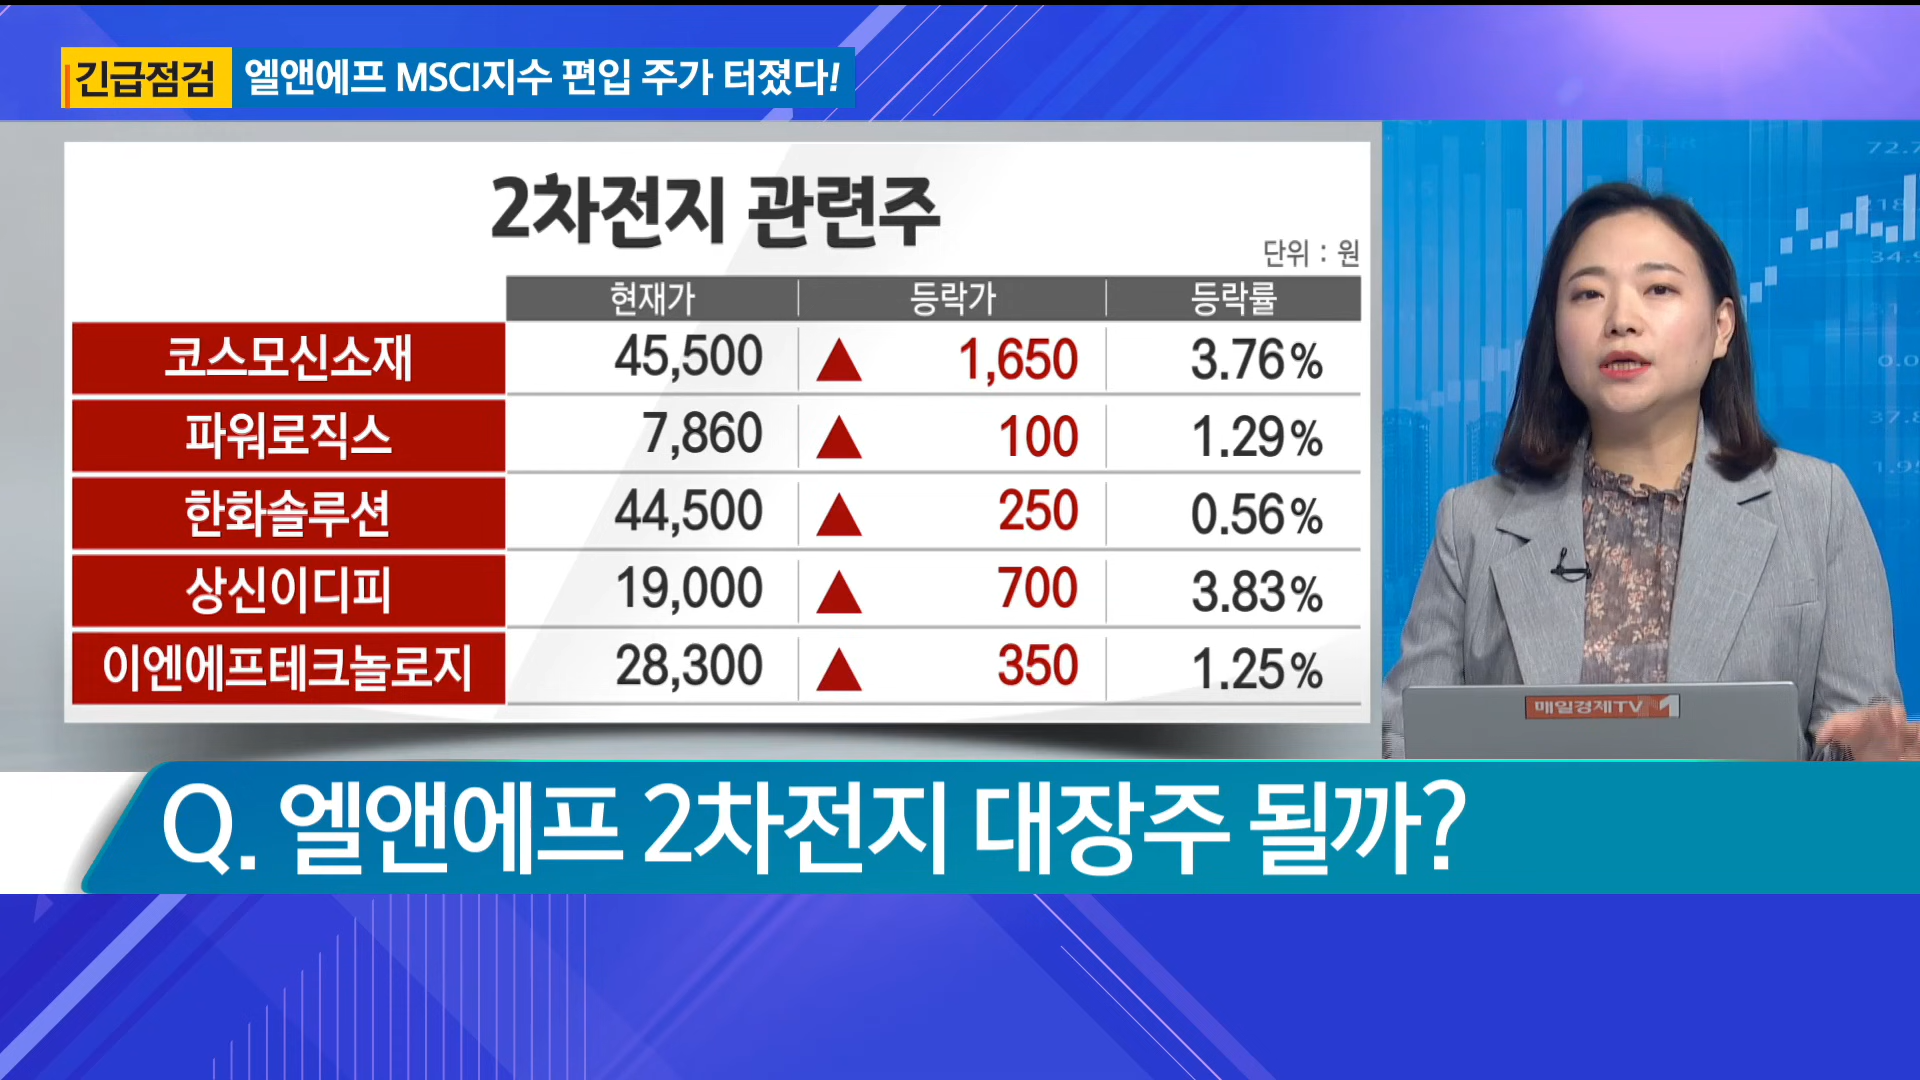 긴급점검 엘앤에프 MSCI지수 편입 주가 터졌다!
2차전지 관련주
단위 : 원
현재가 등락가 등락률
코스모신소재 45,500 ▲ 1,650 3.76%
파워로직스 7,860 ▲ 100 1.29%
한화솔루션 44,500 ▲ 250 0.56%
상신이디피 19,000 ▲ 700 3.83%
이엔에프테크놀로지 28,300 ▲ 350 1.25%
매일경제TV 1
Q. 엘앤에프 2차전지 대장주 될까?